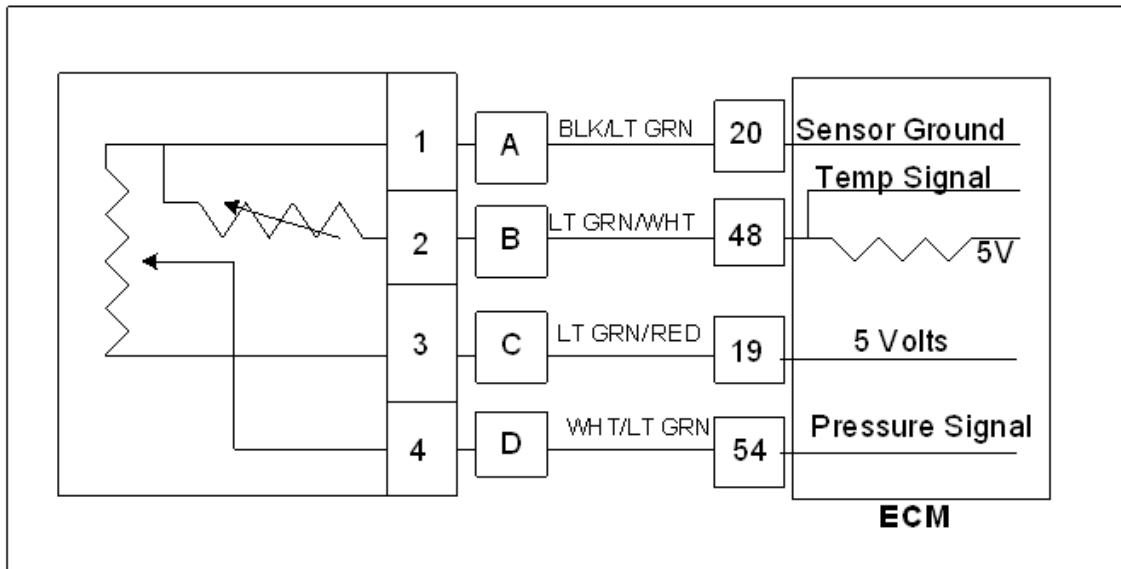 1 A BLK/LT GRN 20 Sensor Ground
Temp Signal
2 B LT GRN/WHT 48 5V
3 C LT GRN/RED 19 5 Volts
4 D WHT/LT GRN 54 Pressure Signal
ECM